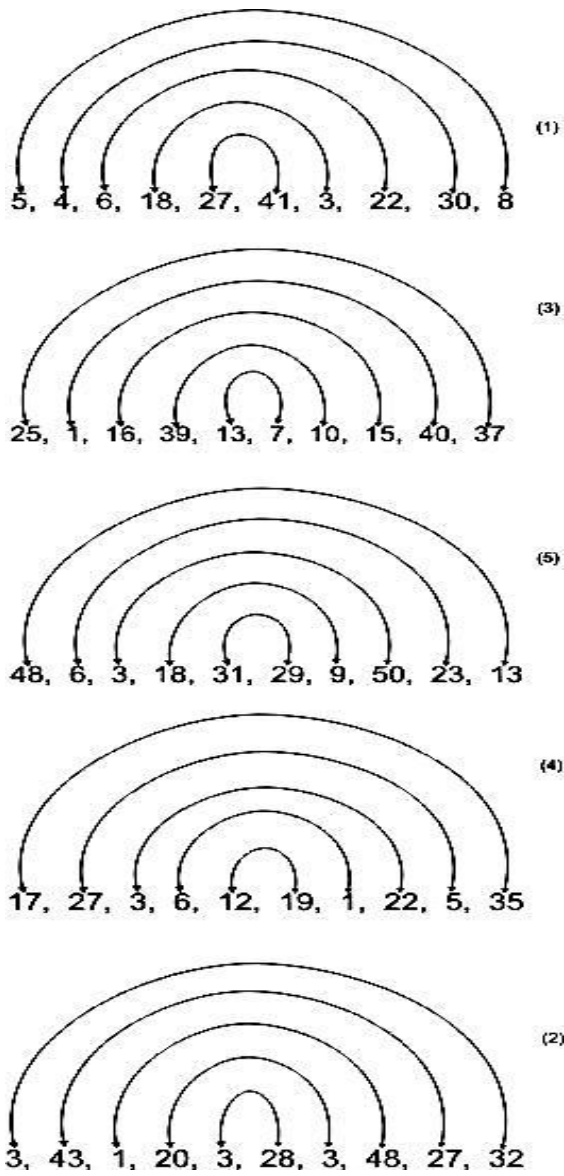 (1)
5, 4, 6, 18, 27, 41, 3, 22, 30, 8
(3)
25, 1, 16, 39, 13, 7, 10, 15, 40, 37
(5)
48, 6, 3, 18, 31, 29, 9, 50, 23, 13
(4)
17, 27, 3, 6, 12, 19, 1, 22, 5, 35
(2)
3, 43, 1, 20, 3, 28, 3, 48, 27, 32